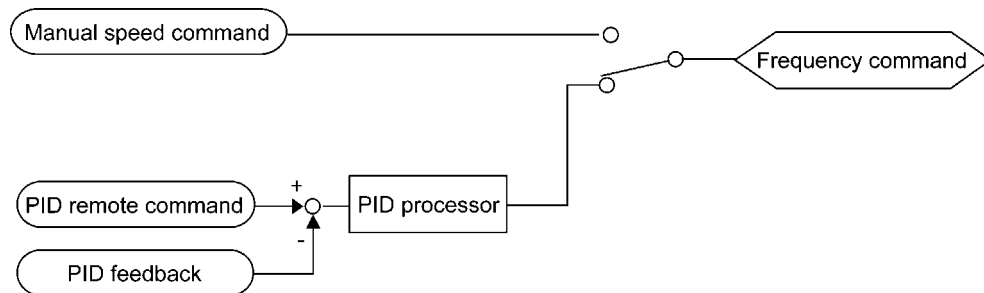 Manual speed command
Frequency command
PID remote command
+
PID processor
-
PID feedback